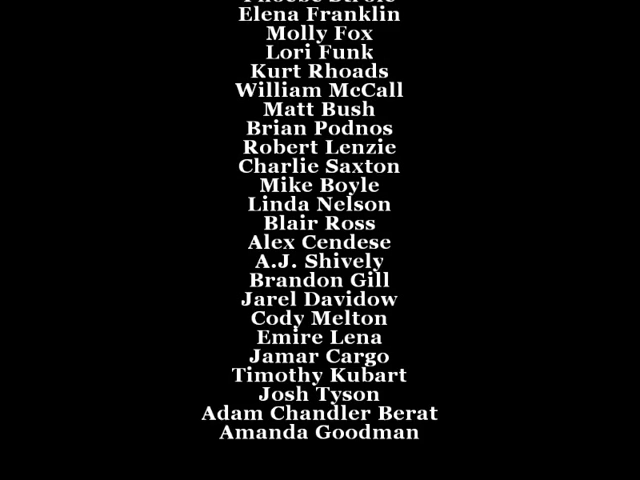 Elena Franklin
Molly Fox
Lori Funk
Kurt Rhoads
William McCall
Matt Bush
Brian Podnos
Robert Lenzie
Charlie Saxton
Mike Boyle
Linda Nelson
Blair Ross
Alex Cendese
A.J. Shively
Brandon Gill
Jarel Davidow
Cody Melton
Emire Lena
Jamar Cargo
Timothy Kubart
Josh Tyson
Adam Chandler Berat
Amanda Goodman